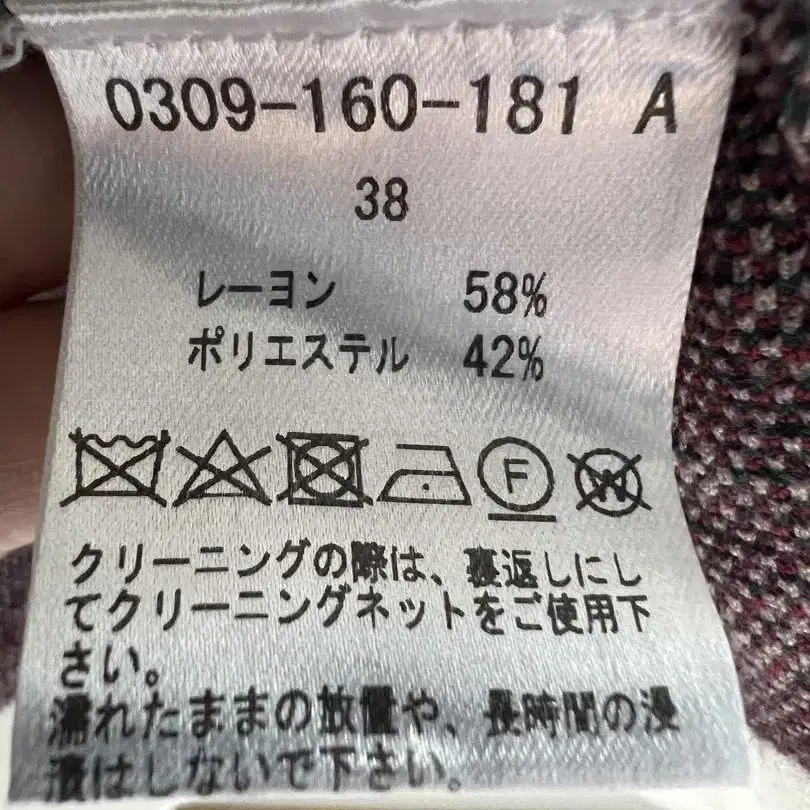 0309-160-181 A
38
レーヨン 58%
ポリエステル 42%
F W
クリーニングの際は、裏返しにし
てクリーニングネットをご使用下
さい。
濡れたままの放置や、長時間の浸
漬はしないで下さい。